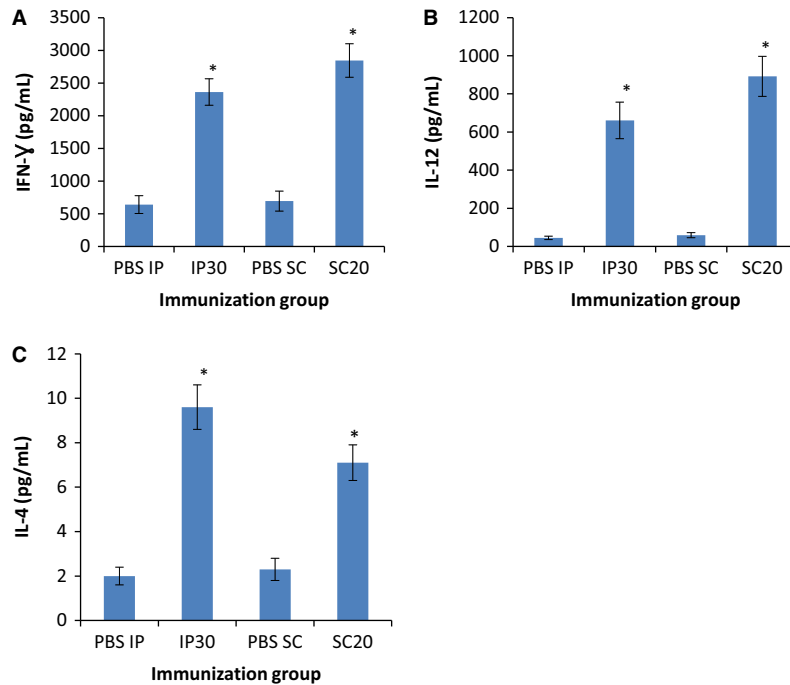 A
3500
3000
2500
2000
1500
1000
500
0
IFN-Ɣ (pg/mL)
*
*
PBS IP IP30 PBS SC SC20
Immunization group
B
1200
1000
800
600
400
200
0
IL-12 (pg/mL)
*
*
PBS IP IP30 PBS SC SC20
Immunization group
C
12
10
8
6
4
2
0
IL-4 (pg/mL)
*
*
PBS IP IP30 PBS SC SC20
Immunization group